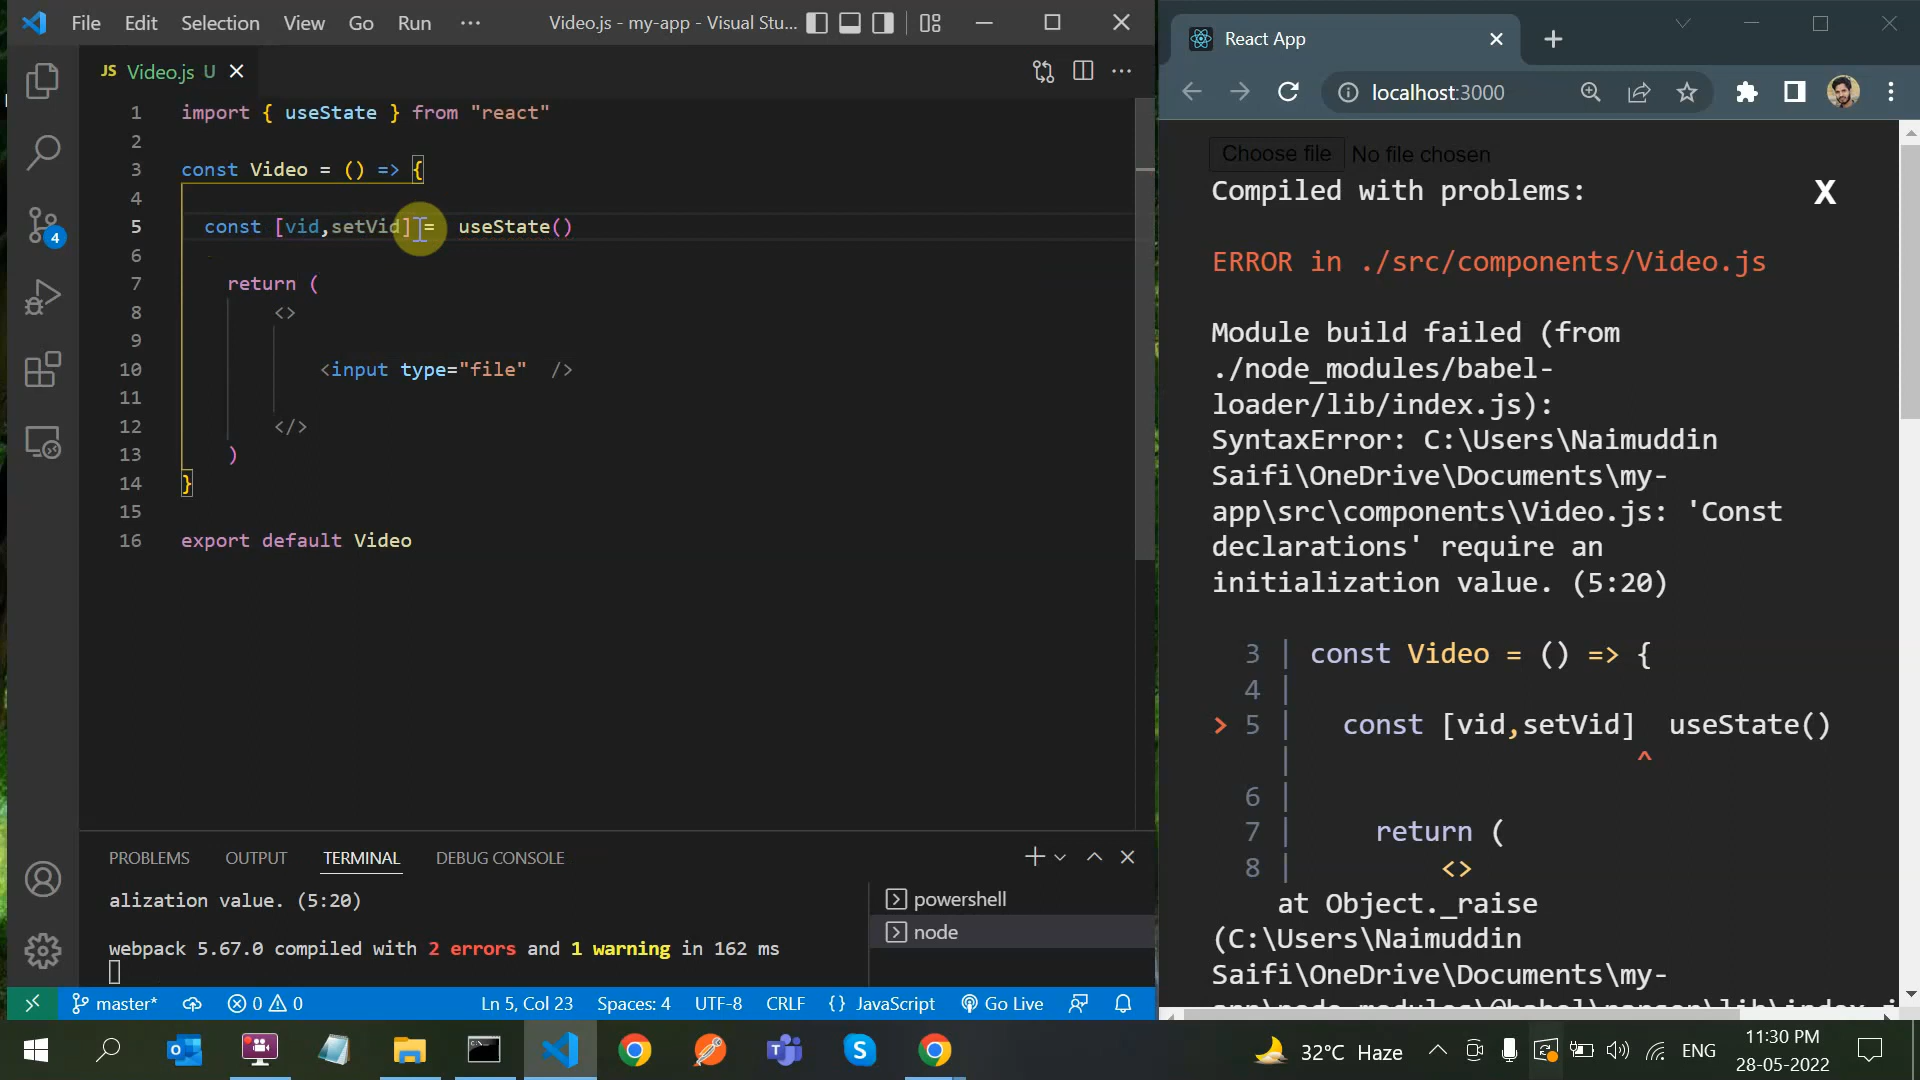 File Edit Selection View Go Run ··· Video.js - my-app - Visual Stu...
JS Video.js U
1 import { useState } from "react"
2
3 const Video = () => {
4
5 const [vid,setVid] = useState()
6
7 return (
8 <>
9
10 <input type="file" />
11
12 </>
13 )
14 }
15
16 export default Video
PROBLEMS OUTPUT TERMINAL DEBUG CONSOLE
alization value. (5:20)
webpack 5.67.0 compiled with 2 errors and 1 warning in 162 ms
powershell
node
4
master* 0 0 Ln 5, Col 23 Spaces: 4 UTF-8 CRLF {} JavaScript Go Live
React App
localhost:3000
Choose file No file chosen
Compiled with problems: X
ERROR in ./src/components/Video.js
Module build failed (from
./node_modules/babel-
loader/lib/index.js):
SyntaxError: C:\Users\Naimuddin
Saifi\OneDrive\Documents\my-
app\src\components\Video.js: 'Const
declarations' require an
initialization value. (5:20)
3 | const Video = () => {
4 |
> 5 | const [vid,setVid]  useState()
| ^
6 |
7 | return (
8 | <>
at Object._raise
(C:\Users\Naimuddin
Saifi\OneDrive\Documents\my-
32°C Haze ENG 11:30 PM
28-05-2022